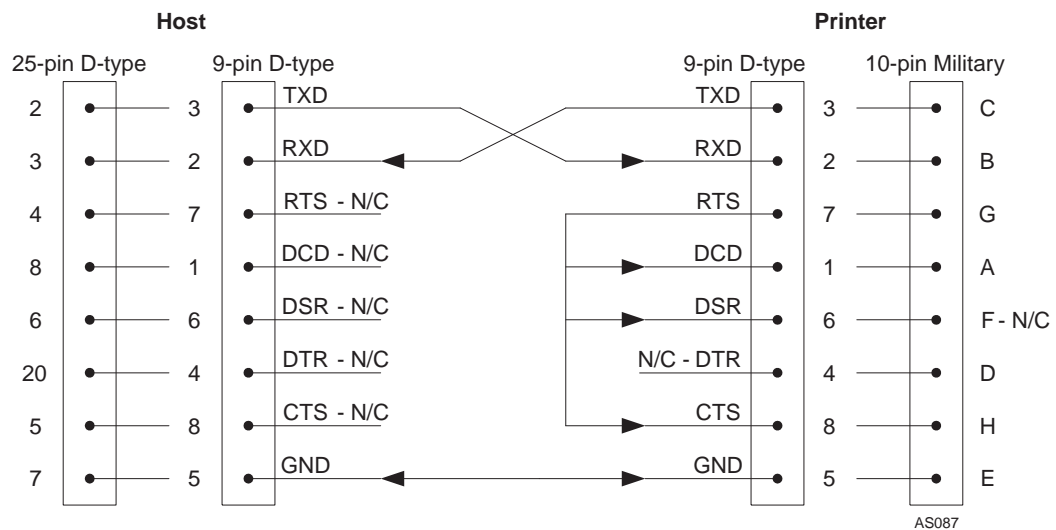 Host Printer
25-pin D-type 9-pin D-type 9-pin D-type 10-pin Military
2 3 TXD TXD 3 C
3 2 RXD RXD 2 B
4 7 RTS - N/C RTS 7 G
8 1 DCD - N/C DCD 1 A
6 6 DSR - N/C DSR 6 F - N/C
20 4 DTR - N/C N/C - DTR 4 D
5 8 CTS - N/C CTS 8 H
7 5 GND GND 5 E
AS087